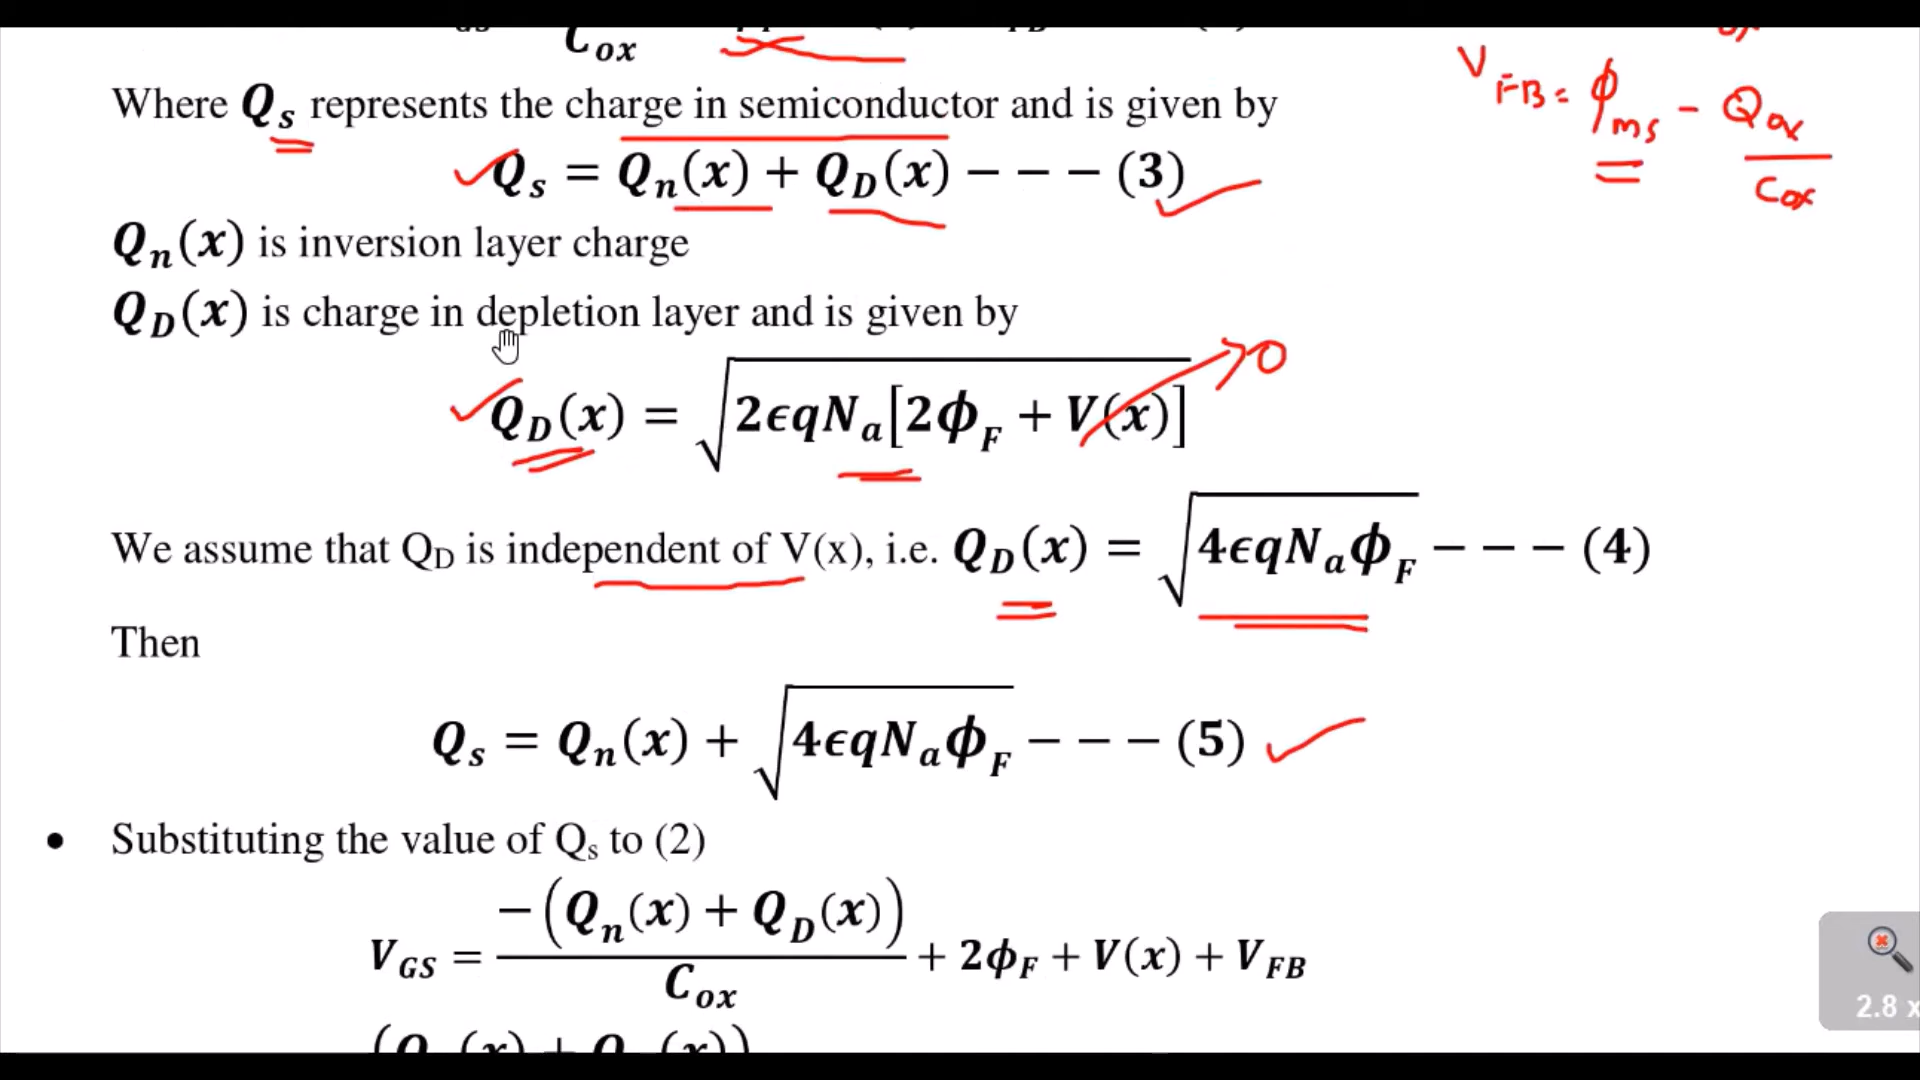 C_ox
V_FB = ϕ_ms - Q_ox / C_ox
Where Q_s represents the charge in semiconductor and is given by
Q_s = Q_n(x) + Q_D(x) - - - (3)
Q_n(x) is inversion layer charge
Q_D(x) is charge in depletion layer and is given by
Q_D(x) = √2ϵqN_a[2ϕ_F + V(x)] → 0
We assume that Q_D is independent of V(x), i.e. Q_D(x) = √4ϵqN_aϕ_F - - - (4)
Then
Q_s = Q_n(x) + √4ϵqN_aϕ_F - - - (5)
• Substituting the value of Q_s to (2)
V_GS = -(Q_n(x) + Q_D(x)) / C_ox + 2ϕ_F + V(x) + V_FB
2.8 x